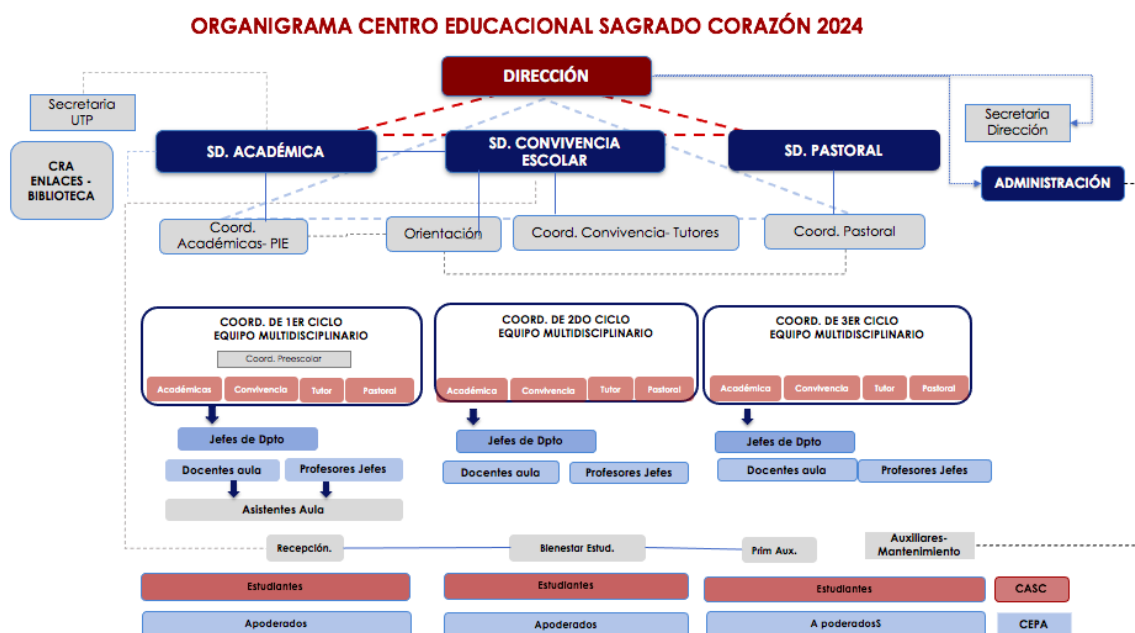 ORGANIGRAMA CENTRO EDUCACIONAL SAGRADO CORAZÓN 2024
DIRECCIÓN
Secretaria
UTP
Secretaria
Dirección
SD. ACADÉMICA
SD. CONVIVENCIA
ESCOLAR
SD. PASTORAL
CRA
ENLACES -
BIBLIOTECA
ADMINISTRACIÓN
Coord.
Académicas- PIE
Orientación
Coord. Convivencia- Tutores
Coord. Pastoral
COORD. DE 1ER CICLO
EQUIPO MULTIDISCIPLINARIO
Coord. Preescolar
Académicas
Convivencia
Tutor
Pastoral
COORD. DE 2DO CICLO
EQUIPO MULTIDISCIPLINARIO
Académica
Convivencia
Tutor
Pastoral
COORD. DE 3ER CICLO
EQUIPO MULTIDISCIPLINARIO
Académica
Convivencia
Tutor
Pastoral
Jefes de Dpto
Jefes de Dpto
Jefes de Dpto
Docentes aula
Profesores Jefes
Docentes aula
Profesores Jefes
Docentes aula
Profesores Jefes
Asistentes Aula
Recepción.
Bienestar Estud.
Prim Aux.
Auxiliares-
Mantenimiento
Estudiantes
Estudiantes
Estudiantes
CASC
Apoderados
Apoderados
A poderadosS
CEPA